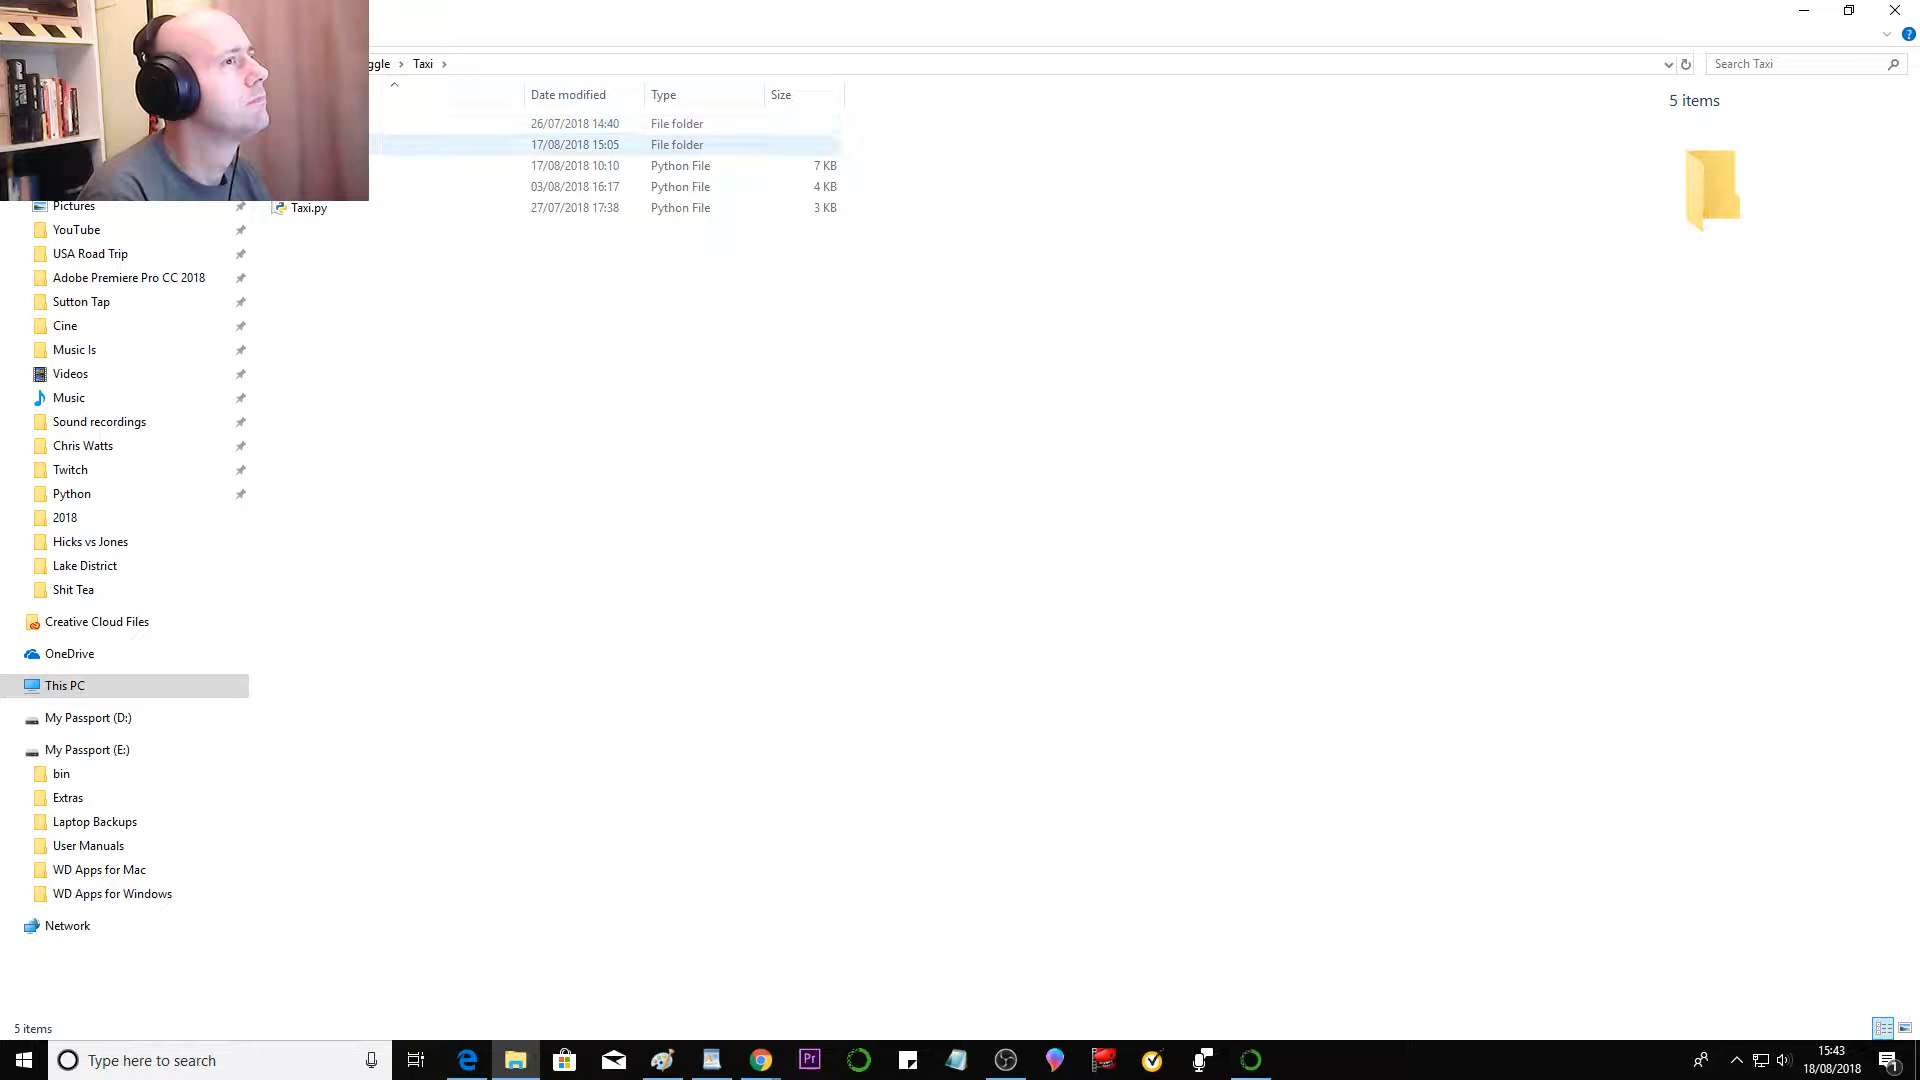 ggle > Taxi >
Search Taxi
Date modified Type Size
5 items
26/07/2018 14:40 File folder
17/08/2018 15:05 File folder
17/08/2018 10:10 Python File 7 KB
03/08/2018 16:17 Python File 4 KB
Taxi.py 27/07/2018 17:38 Python File 3 KB
Pictures
YouTube
USA Road Trip
Adobe Premiere Pro CC 2018
Sutton Tap
Cine
Music Is
Videos
Music
Sound recordings
Chris Watts
Twitch
Python
2018
Hicks vs Jones
Lake District
Shit Tea
Creative Cloud Files
OneDrive
This PC
My Passport (D:)
My Passport (E:)
bin
Extras
Laptop Backups
User Manuals
WD Apps for Mac
WD Apps for Windows
Network
5 items
Type here to search
Pr
15:43
18/08/2018
1